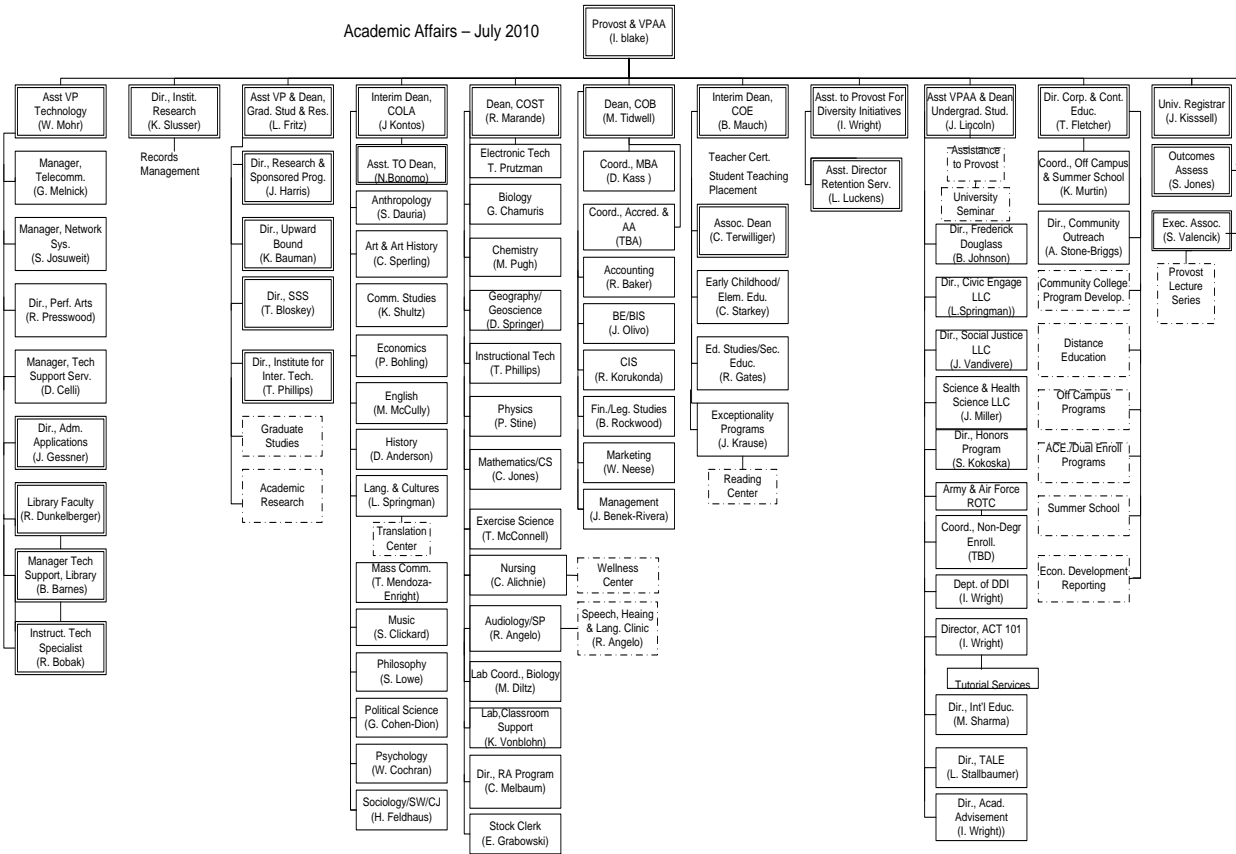 Academic Affairs – July 2010
Provost & VPAA
(I. blake)
Asst VP
Technology
(W. Mohr)
Manager,
Telecomm.
(G. Melnick)
Manager, Network
Sys.
(S. Josuweit)
Dir., Perf. Arts
(R. Presswood)
Manager, Tech
Support Serv.
(D. Celli)
Dir., Adm.
Applications
(J. Gessner)
Library Faculty
(R. Dunkelberger)
Manager Tech
Support, Library
(B. Barnes)
Instruct. Tech
Specialist
(R. Bobak)
Dir., Instit.
Research
(K. Slusser)
Records
Management
Asst VP & Dean,
Grad. Stud & Res.
(L. Fritz)
Dir., Research &
Sponsored Prog.
(J. Harris)
Dir., Upward
Bound
(K. Bauman)
Dir., SSS
(T. Bloskey)
Dir., Institute for
Inter. Tech.
(T. Phillips)
Graduate
Studies
Academic
Research
Interim Dean,
COLA
(J Kontos)
Asst. TO Dean,
(N.Bonomo)
Anthropology
(S. Dauria)
Art & Art History
(C. Sperling)
Comm. Studies
(K. Shultz)
Economics
(P. Bohling)
English
(M. McCully)
History
(D. Anderson)
Lang. & Cultures
(L. Springman)
Translation
Center
Mass Comm.
(T. Mendoza-
Enright)
Music
(S. Clickard)
Philosophy
(S. Lowe)
Political Science
(G. Cohen-Dion)
Psychology
(W. Cochran)
Sociology/SW/CJ
(H. Feldhaus)
Dean, COST
(R. Marande)
Electronic Tech
T. Prutzman
Biology
G. Chamuris
Chemistry
(M. Pugh)
Geography/
Geoscience
(D. Springer)
Instructional Tech
(T. Phillips)
Physics
(P. Stine)
Mathematics/CS
(C. Jones)
Exercise Science
(T. McConnell)
Nursing
(C. Alichnie)
Wellness
Center
Audiology/SP
(R. Angelo)
Speech, Heaing
& Lang. Clinic
(R. Angelo)
Lab Coord., Biology
(M. Diltz)
Lab,Classroom
Support
(K. Vonblohn)
Dir., RA Program
(C. Melbaum)
Stock Clerk
(E. Grabowski)
Dean, COB
(M. Tidwell)
Coord., MBA
(D. Kass )
Coord., Accred. &
AA
(TBA)
Accounting
(R. Baker)
BE/BIS
(J. Olivo)
CIS
(R. Korukonda)
Fin./Leg. Studies
(B. Rockwood)
Marketing
(W. Neese)
Management
(J. Benek-Rivera)
Interim Dean,
COE
(B. Mauch)
Teacher Cert.
Student Teaching
Placement
Assoc. Dean
(C. Terwilliger)
Early Childhood/
Elem. Edu.
(C. Starkey)
Ed. Studies/Sec.
Educ.
(R. Gates)
Exceptionality
Programs
(J. Krause)
Reading
Center
Asst. to Provost For
Diversity Initiatives
(I. Wright)
Asst. Director
Retention Serv.
(L. Luckens)
Asst VPAA & Dean
Undergrad. Stud.
(J. Lincoln)
Assistance
to Provost
University
Seminar
Dir., Frederick
Douglass
(B. Johnson)
Dir., Civic Engage
LLC
(L.Springman))
Dir., Social Justice
LLC
(J. Vandivere)
Science & Health
Science LLC
(J. Miller)
Dir., Honors
Program
(S. Kokoska)
Army & Air Force
ROTC
Coord., Non-Degr
Enroll.
(TBD)
Dept. of DDI
(I. Wright)
Director, ACT 101
(I. Wright)
Tutorial Services
Dir., Int'l Educ.
(M. Sharma)
Dir., TALE
(L. Stallbaumer)
Dir., Acad.
Advisement
(I. Wright))
Dir. Corp. & Cont.
Educ.
(T. Fletcher)
Coord., Off Campus
& Summer School
(K. Murtin)
Dir., Community
Outreach
(A. Stone-Briggs)
Community College
Program Develop.
Distance
Education
Off Campus
Programs
ACE./Dual Enroll
Programs
Summer School
Econ. Development
Reporting
Univ. Registrar
(J. Kisssell)
Outcomes
Assess
(S. Jones)
Exec. Assoc.
(S. Valencik)
Provost
Lecture
Series